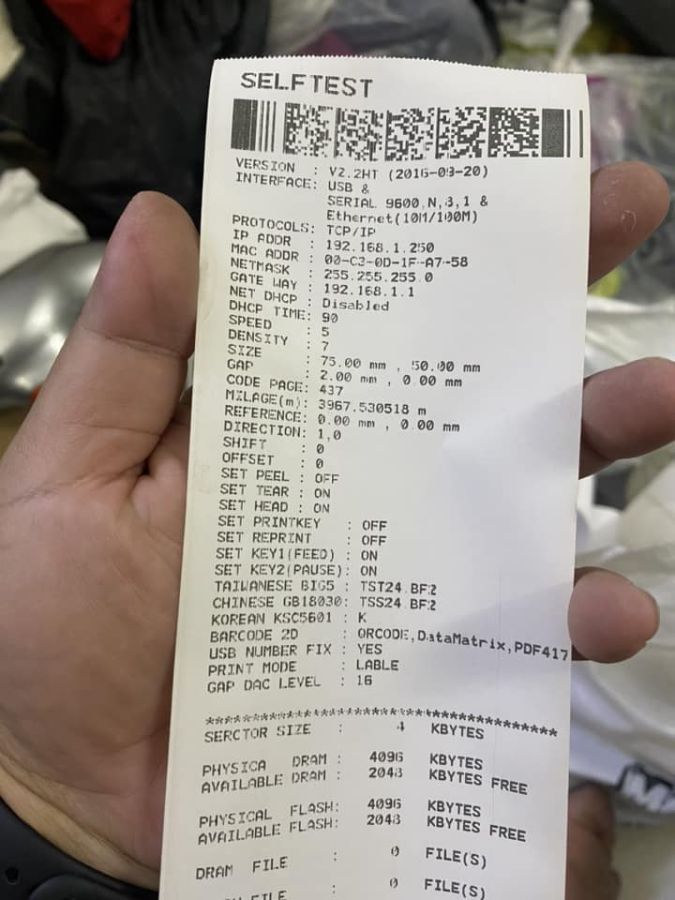 SELFTEST
VERSION : V2.2HT (2016-09-20)
INTERFACE: USB &
SERIAL 9600,N,8,1 &
Ethernet(10M/100M)
PROTOCOLS: TCP/IP
IP ADDR : 192.168.1.250
MAC ADDR : 00-C3-0D-1F-A7-58
NETMASK : 255.255.255.0
GATE WAY : 192.168.1.1
NET DHCP : Disabled
DHCP TIME: 90
SPEED : 5
DENSITY : 7
SIZE : 75.00 mm , 50.00 mm
GAP : 2.00 mm , 0.00 mm
CODE PAGE: 437
MILAGE(m): 3967.530518 m
REFERENCE: 0.00 mm , 0.00 mm
DIRECTION: 1,0
SHIFT : 0
OFFSET : 0
SET PEEL : OFF
SET TEAR : ON
SET HEAD : ON
SET PRINTKEY : OFF
SET REPRINT : OFF
SET KEY1(FEED) : ON
SET KEY2(PAUSE): ON
TAIWANESE BIG5 : TST24.BF2
CHINESE GB18030: TSS24.BF2
KOREAN KSC5601 : K
BARCODE 2D : QRCODE,DataMatrix,PDF417
USB NUMBER FIX : YES
PRINT MODE : LABLE
GAP DAC LEVEL : 16
****************************************
SERCTOR SIZE : 4 KBYTES
PHYSICA DRAM : 4096 KBYTES
AVAILABLE DRAM : 2048 KBYTES FREE
PHYSICAL FLASH: 4096 KBYTES
AVAILABLE FLASH: 2048 KBYTES FREE
DRAM FILE : 0 FILE(S)
FILE : 0 FILE(S)